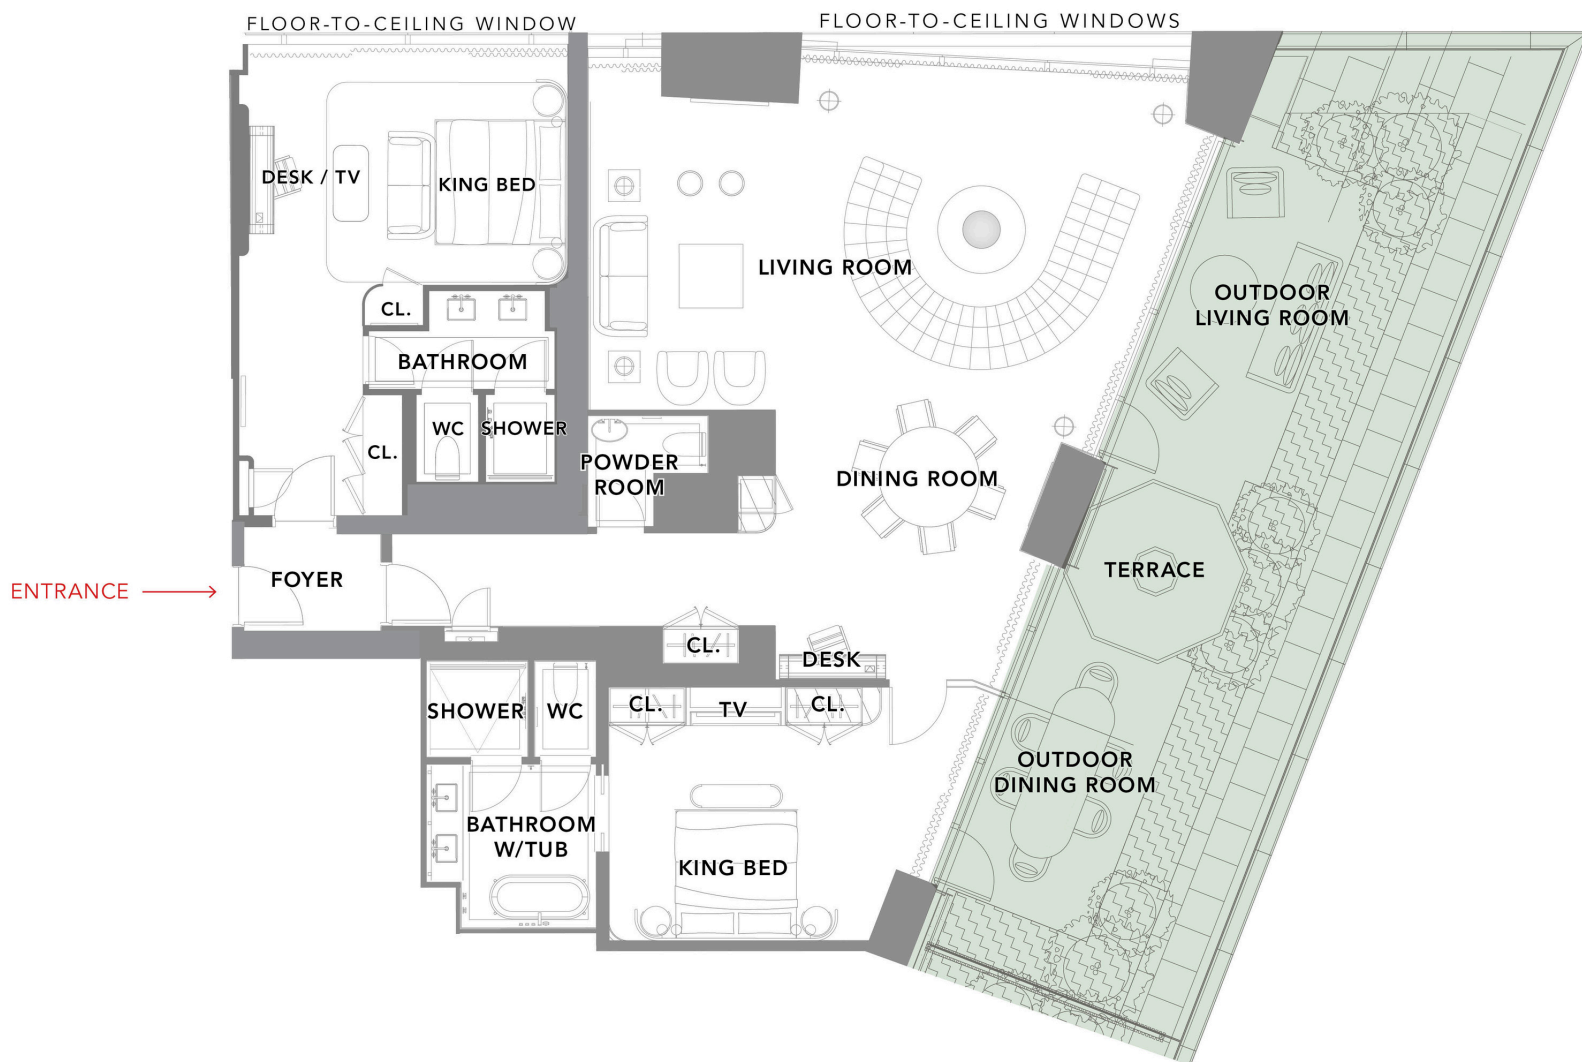 FLOOR-TO-CEILING WINDOW
FLOOR-TO-CEILING WINDOWS
DESK / TV
KING BED
LIVING ROOM
OUTDOOR
LIVING ROOM
CL.
BATHROOM
WC
SHOWER
CL.
POWDER
ROOM
DINING ROOM
TERRACE
ENTRANCE
FOYER
CL.
DESK
SHOWER
WC
CL.
TV
CL.
OUTDOOR
DINING ROOM
BATHROOM
W/TUB
KING BED